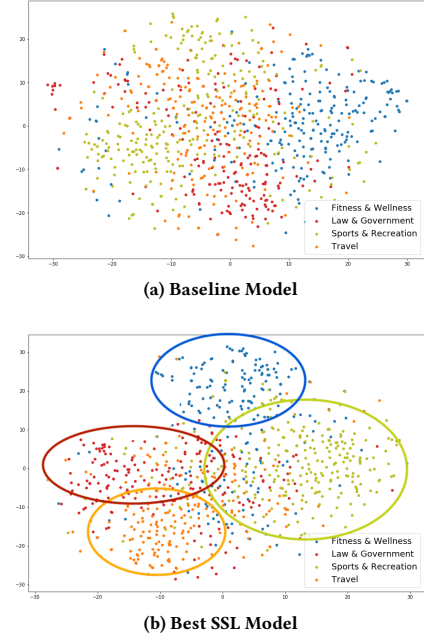 20
10
0
−10
−20
−30
−20
−10
0
10
20
30
Fitness & Wellness
Law & Government
Sports & Recreation
Travel
(a) Baseline Model
30
20
10
0
−10
−20
−30
−20
−10
0
10
20
30
Fitness & Wellness
Law & Government
Sports & Recreation
Travel
(b) Best SSL Model